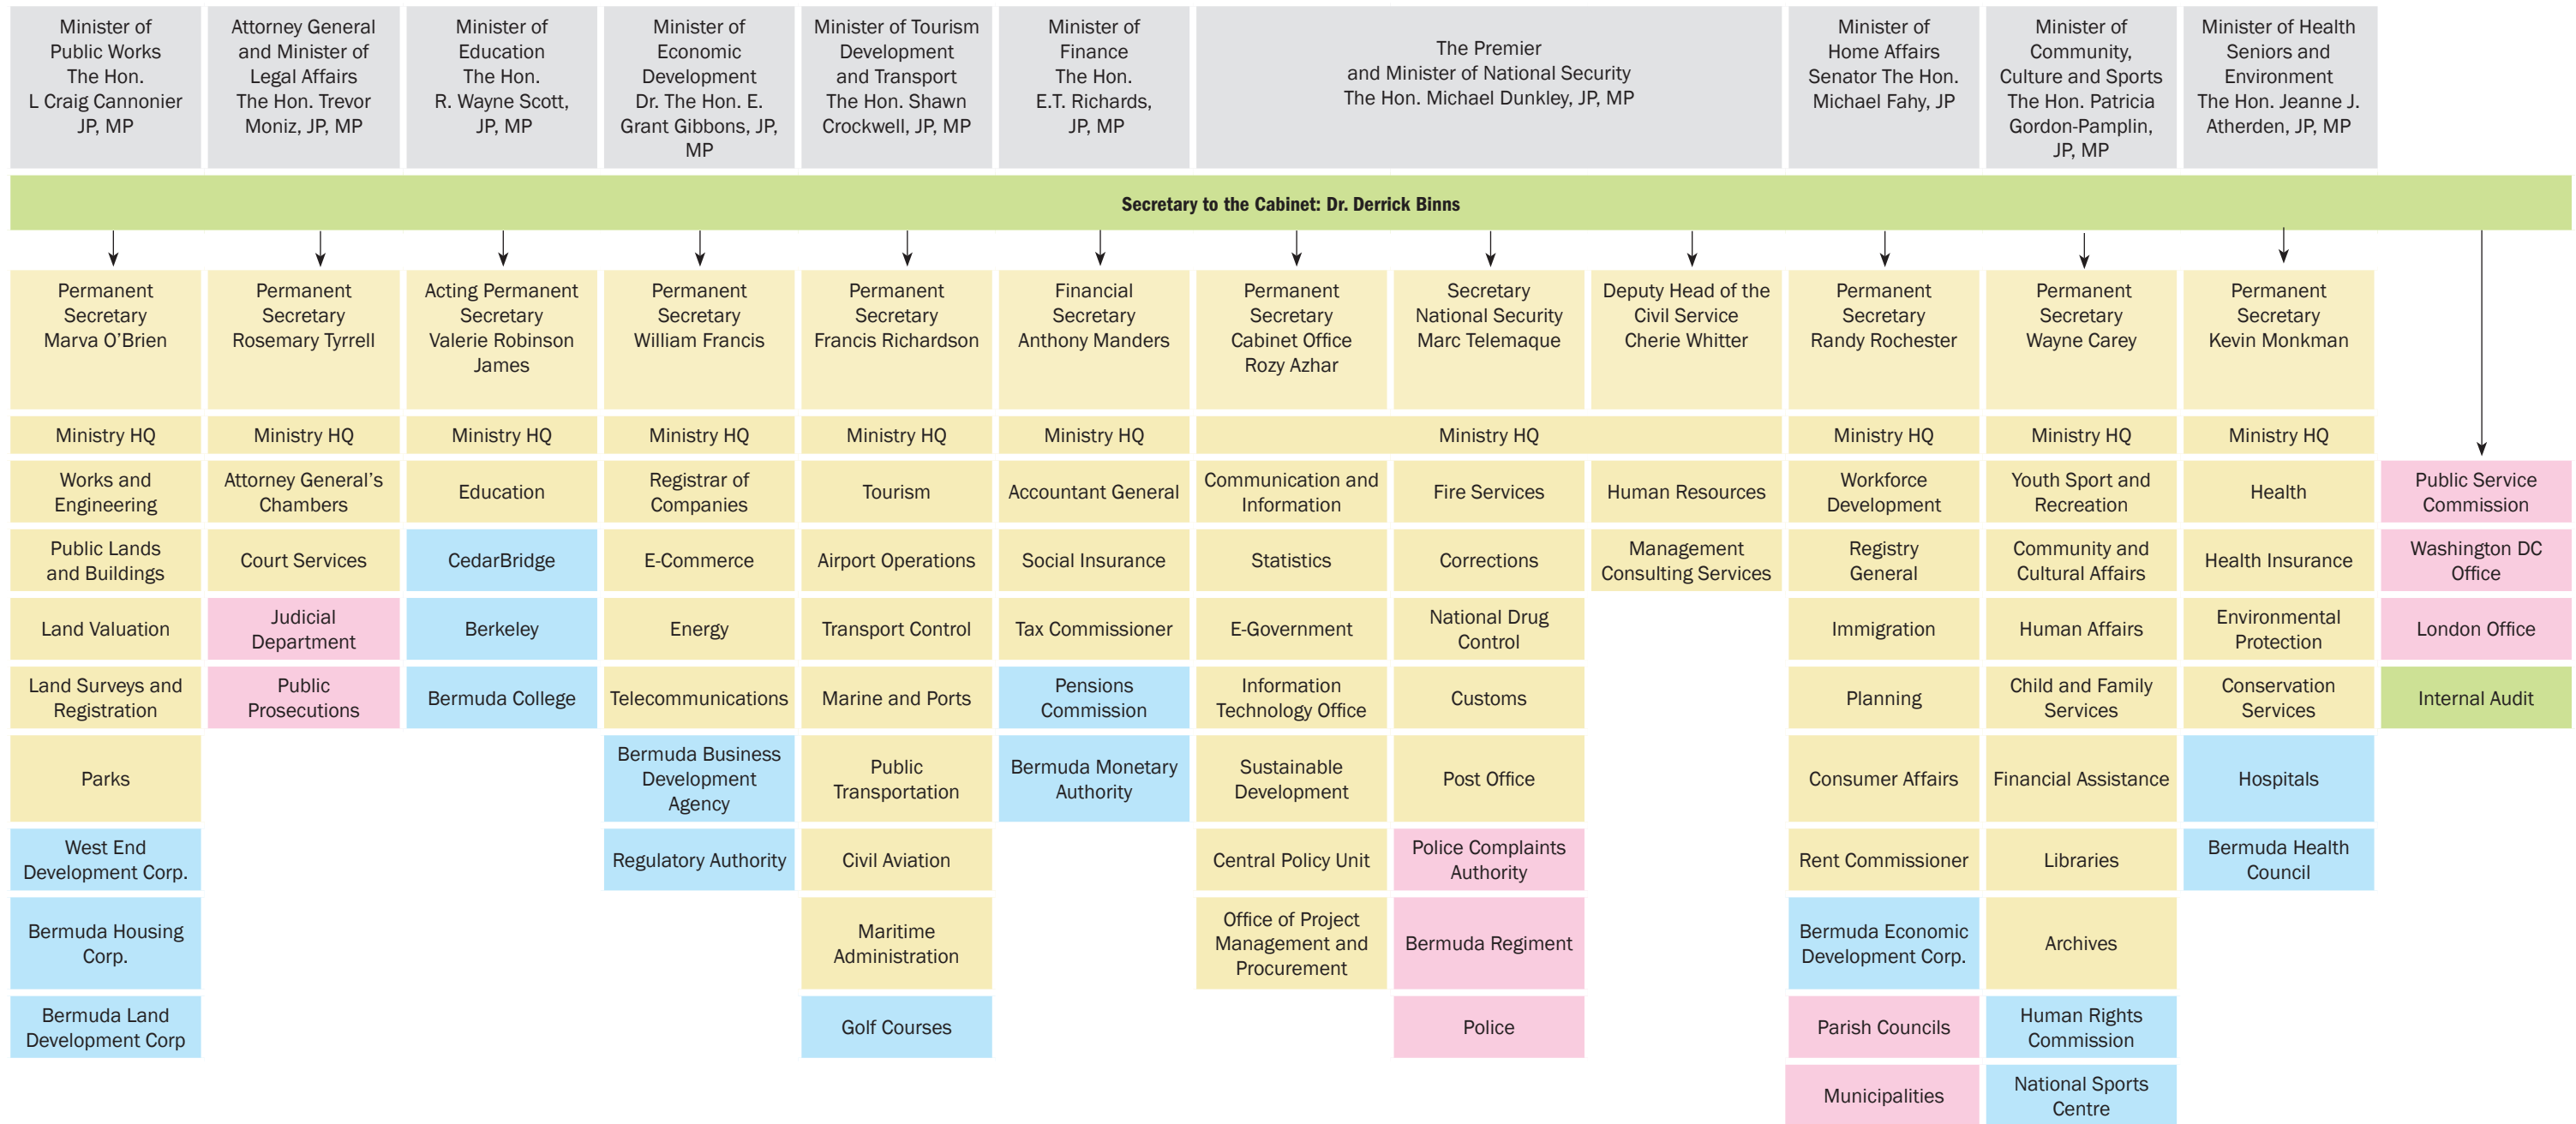 Minister of
Public Works
The Hon.
L Craig Cannonier
JP, MP
Attorney General
and Minister of
Legal Affairs
The Hon. Trevor
Moniz, JP, MP
Minister of
Education
The Hon.
R. Wayne Scott,
JP, MP
Minister of
Economic
Development
Dr. The Hon. E.
Grant Gibbons, JP,
MP
Minister of Tourism
Development
and Transport
The Hon. Shawn
Crockwell, JP, MP
Minister of
Finance
The Hon.
E.T. Richards,
JP, MP
The Premier
and Minister of National Security
The Hon. Michael Dunkley, JP, MP
Minister of
Home Affairs
Senator The Hon.
Michael Fahy, JP
Minister of
Community,
Culture and Sports
The Hon. Patricia
Gordon-Pamplin,
JP, MP
Minister of Health
Seniors and
Environment
The Hon. Jeanne J.
Atherden, JP, MP
Secretary to the Cabinet: Dr. Derrick Binns
Permanent
Secretary
Marva O’Brien
Permanent
Secretary
Rosemary Tyrrell
Acting Permanent
Secretary
Valerie Robinson
James
Permanent
Secretary
William Francis
Permanent
Secretary
Francis Richardson
Financial
Secretary
Anthony Manders
Permanent
Secretary
Cabinet Office
Rozy Azhar
Secretary
National Security
Marc Telemaque
Deputy Head of the
Civil Service
Cherie Whitter
Permanent
Secretary
Randy Rochester
Permanent
Secretary
Wayne Carey
Permanent
Secretary
Kevin Monkman
Ministry HQ
Ministry HQ
Ministry HQ
Ministry HQ
Ministry HQ
Ministry HQ
Ministry HQ
Ministry HQ
Ministry HQ
Ministry HQ
Works and
Engineering
Attorney General’s
Chambers
Education
Registrar of
Companies
Tourism
Accountant General
Communication and
Information
Fire Services
Human Resources
Workforce
Development
Youth Sport and
Recreation
Health
Public Service
Commission
Public Lands
and Buildings
Court Services
CedarBridge
E-Commerce
Airport Operations
Social Insurance
Statistics
Corrections
Management
Consulting Services
Registry
General
Community and
Cultural Affairs
Health Insurance
Washington DC
Office
Land Valuation
Judicial
Department
Berkeley
Energy
Transport Control
Tax Commissioner
E-Government
National Drug
Control
Immigration
Human Affairs
Environmental
Protection
London Office
Land Surveys and
Registration
Public
Prosecutions
Bermuda College
Telecommunications
Marine and Ports
Pensions
Commission
Information
Technology Office
Customs
Planning
Child and Family
Services
Conservation
Services
Internal Audit
Parks
Bermuda Business
Development
Agency
Public
Transportation
Bermuda Monetary
Authority
Sustainable
Development
Post Office
Consumer Affairs
Financial Assistance
Hospitals
West End
Development Corp.
Regulatory Authority
Civil Aviation
Central Policy Unit
Police Complaints
Authority
Rent Commissioner
Libraries
Bermuda Health
Council
Bermuda Housing
Corp.
Maritime
Administration
Office of Project
Management and
Procurement
Bermuda Regiment
Bermuda Economic
Development Corp.
Archives
Bermuda Land
Development Corp
Golf Courses
Police
Parish Councils
Human Rights
Commission
Municipalities
National Sports
Centre